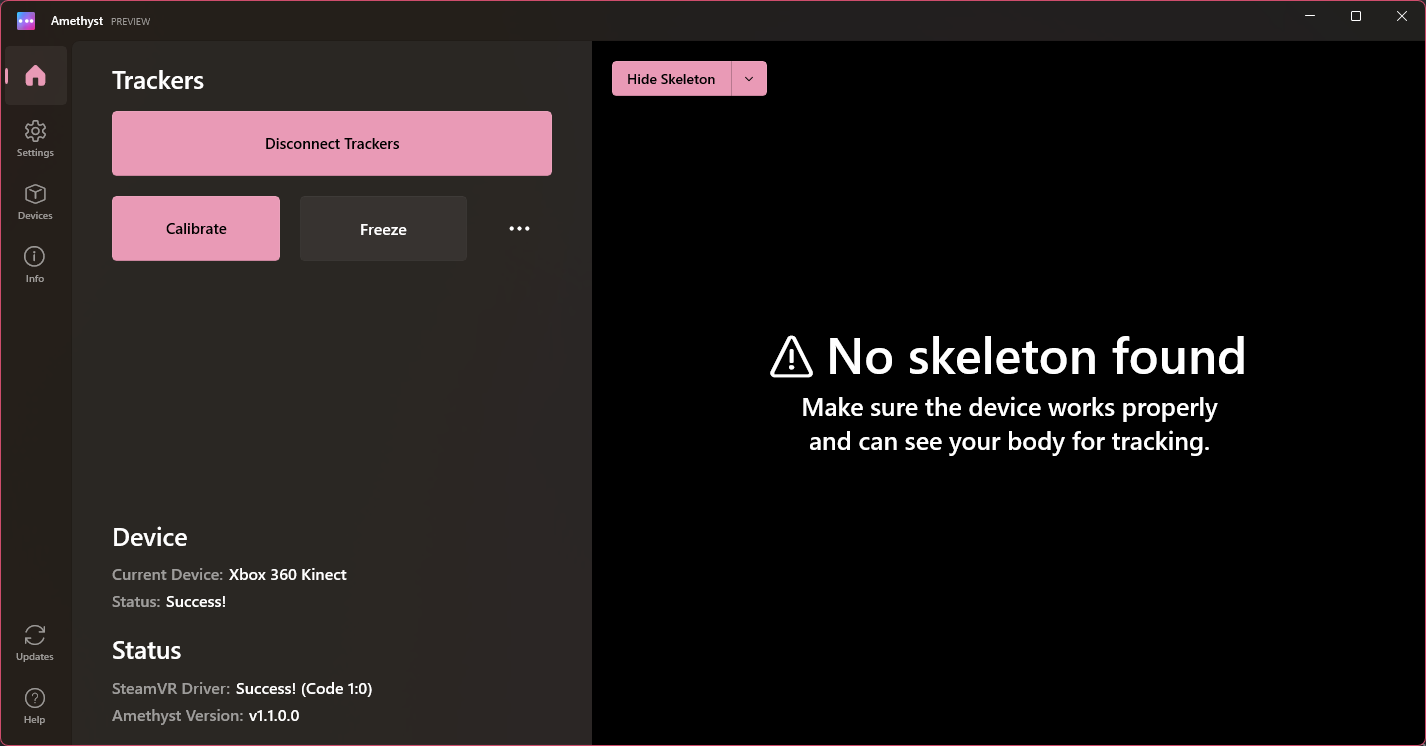 Amethyst PREVIEW
Settings
Devices
Info
Updates
Help
Trackers
Disconnect Trackers
Calibrate
Freeze
Device
Current Device: Xbox 360 Kinect
Status: Success!
Status
SteamVR Driver: Success! (Code 1:0)
Amethyst Version: v1.1.0.0
Hide Skeleton
No skeleton found
Make sure the device works properly
and can see your body for tracking.